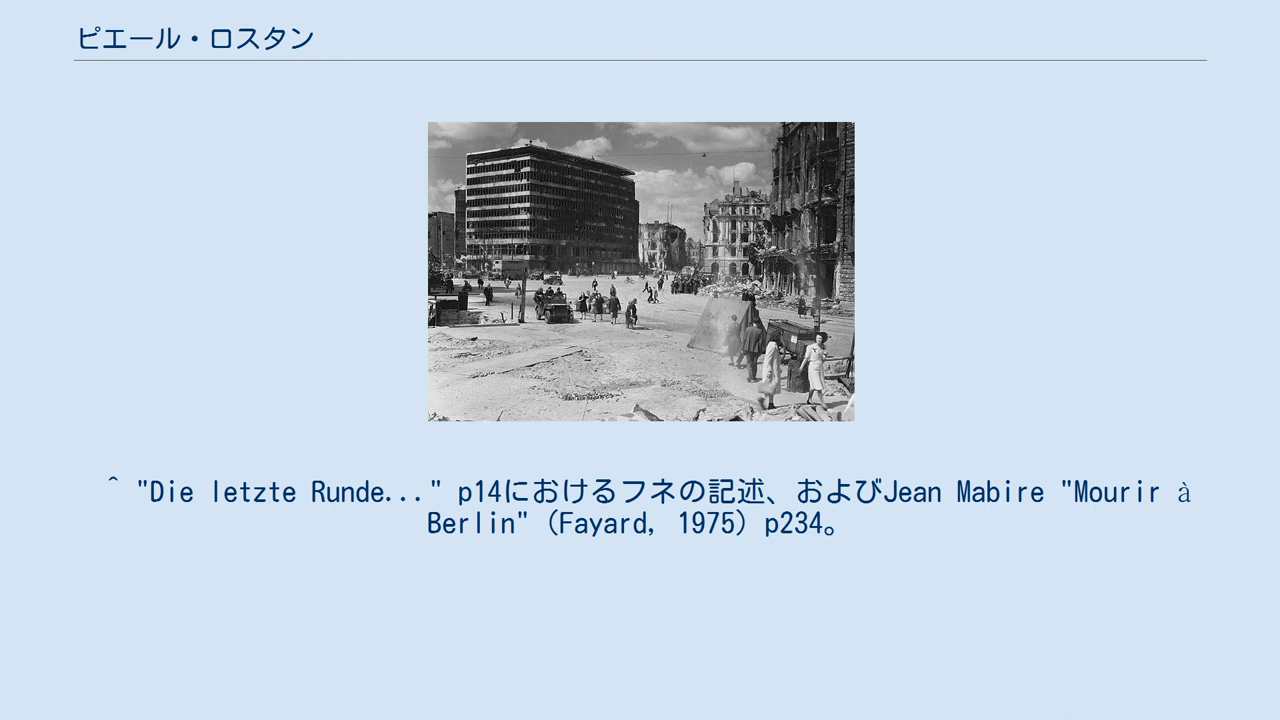 ピエール・ロスタン
^ "Die letzte Runde..." p14におけるフネの記述、およびJean Mabire "Mourir à
Berlin" (Fayard, 1975) p234。